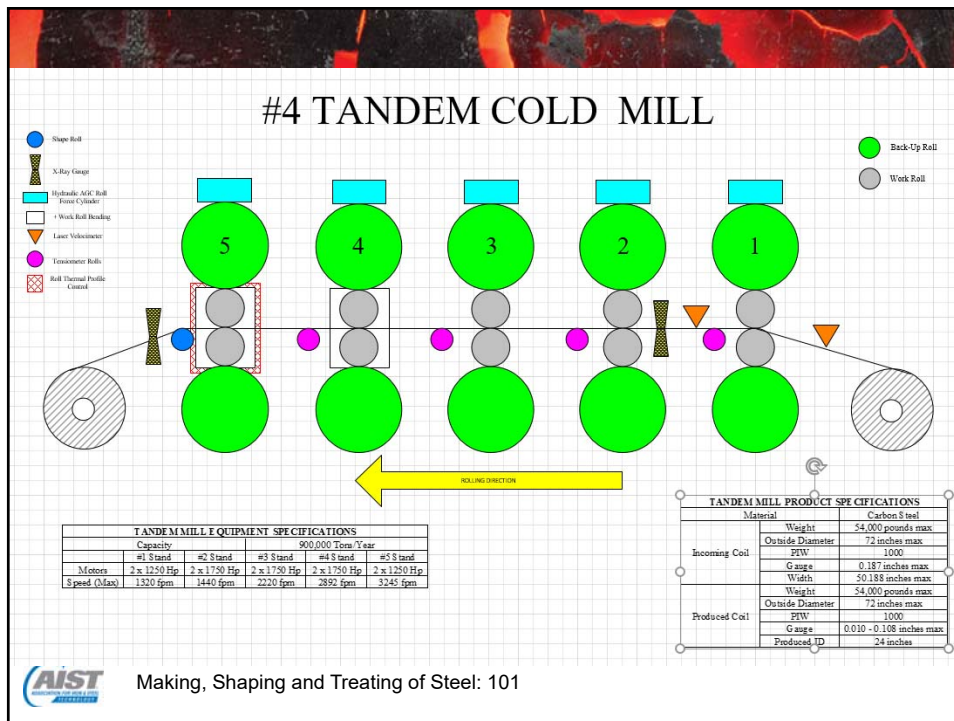 #4 TANDEM COLD MILL
Shape Roll
X-Ray Gauge
Hydraulic AGC Roll
Force Cylinder
+ Work Roll Bending
Laser Velocimeter
Tensiometer Rolls
Roll Thermal Profile
Control
Back-Up Roll
Work Roll
5 4 3 2 1
ROLLING DIRECTION
TANDEM MILL EQUIPMENT SPECIFICATIONS
Capacity 900,000 Tons/Year
#1 Stand #2 Stand #3 Stand #4 Stand #5 Stand
Motors 2 x 1250 Hp 2 x 1750 Hp 2 x 1750 Hp 2 x 1750 Hp 2 x 1250 Hp
Speed (Max) 1320 fpm 1440 fpm 2220 fpm 2892 fpm 3245 fpm
TANDEM MILL PRODUCT SPECIFICATIONS
Material Carbon Steel
Incoming Coil
Weight 54,000 pounds max
Outside Diameter 72 inches max
PIW 1000
Gauge 0.187 inches max
Width 50.188 inches max
Produced Coil
Weight 54,000 pounds max
Outside Diameter 72 inches max
PIW 1000
Gauge 0.010 - 0.108 inches max
Produced ID 24 inches
AIST
ASSOCIATION FOR IRON & STEEL
TECHNOLOGY
Making, Shaping and Treating of Steel: 101